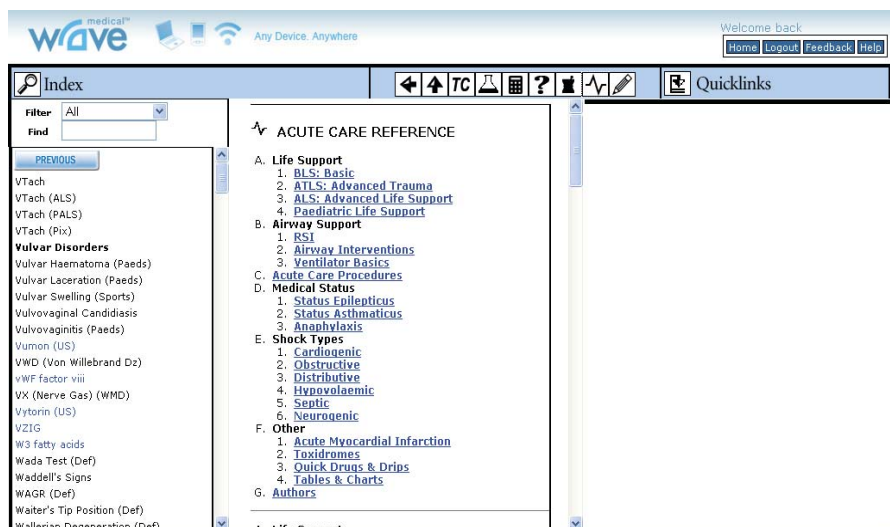 medical™
wave
Any Device. Anywhere
Welcome back
Home Logout Feedback Help
Index
TC
?
Quicklinks
Filter All
Find
PREVIOUS
VTach
VTach (ALS)
VTach (PALS)
VTach (Pix)
Vulvar Disorders
Vulvar Haematoma (Paeds)
Vulvar Laceration (Paeds)
Vulvar Swelling (Sports)
Vulvovaginal Candidiasis
Vulvovaginitis (Paeds)
Vumon (US)
VWD (Von Willebrand Dz)
vWF factor viii
VX (Nerve Gas) (WMD)
Vytorin (US)
VZIG
W3 fatty acids
Wada Test (Def)
Waddell's Signs
WAGR (Def)
Waiter's Tip Position (Def)
Wallerian Degeneration (Def)
ACUTE CARE REFERENCE
A. Life Support
1. BLS: Basic
2. ATLS: Advanced Trauma
3. ALS: Advanced Life Support
4. Paediatric Life Support
B. Airway Support
1. RSI
2. Airway Interventions
3. Ventilator Basics
C. Acute Care Procedures
D. Medical Status
1. Status Epilepticus
2. Status Asthmaticus
3. Anaphylaxis
E. Shock Types
1. Cardiogenic
2. Obstructive
3. Distributive
4. Hypovolaemic
5. Septic
6. Neurogenic
F. Other
1. Acute Myocardial Infarction
2. Toxidromes
3. Quick Drugs & Drips
4. Tables & Charts
G. Authors
A. Life Support